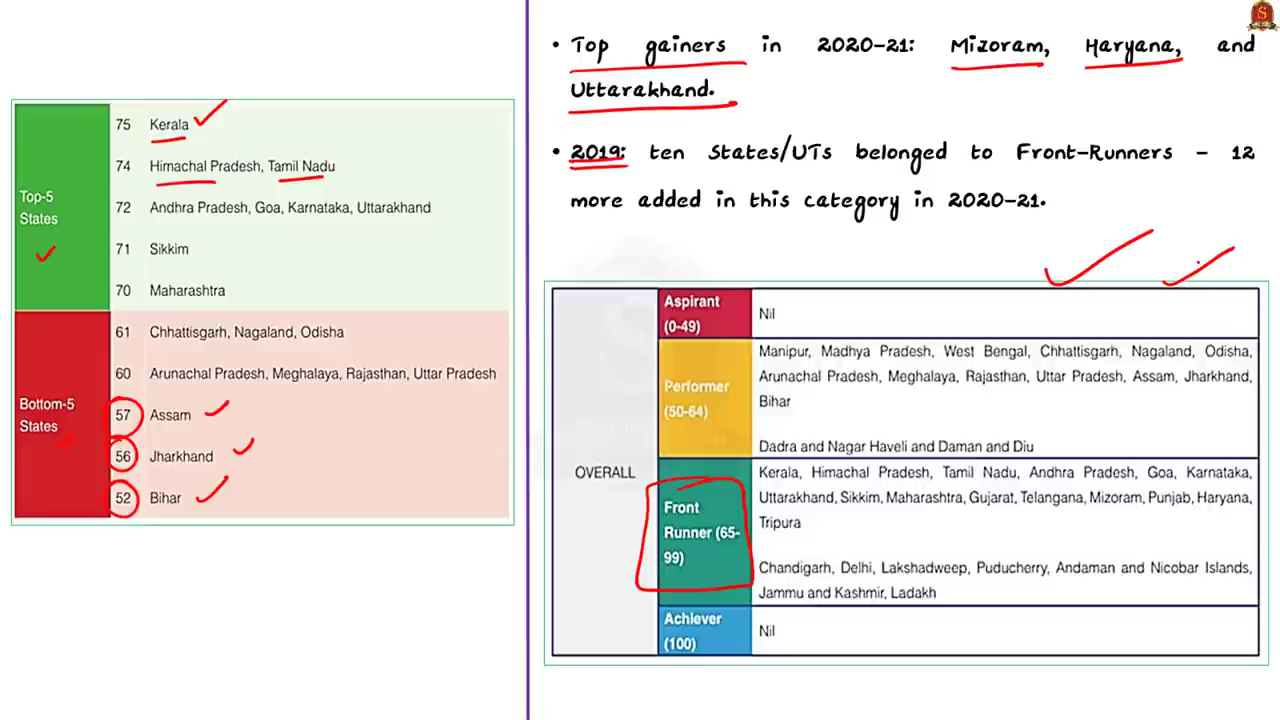 Top-5
States
75 Kerala
74 Himachal Pradesh, Tamil Nadu
72 Andhra Pradesh, Goa, Karnataka, Uttarakhand
71 Sikkim
70 Maharashtra
Bottom-5
States
61 Chhattisgarh, Nagaland, Odisha
60 Arunachal Pradesh, Meghalaya, Rajasthan, Uttar Pradesh
57 Assam
56 Jharkhand
52 Bihar
• Top gainers in 2020-21: Mizoram, Haryana, and
Uttarakhand.
• 2019: ten States/UTs belonged to Front-Runners - 12
more added in this category in 2020-21.
OVERALL
Aspirant
(0-49)
Nil
Performer
(50-64)
Manipur, Madhya Pradesh, West Bengal, Chhattisgarh, Nagaland, Odisha,
Arunachal Pradesh, Meghalaya, Rajasthan, Uttar Pradesh, Assam, Jharkhand,
Bihar
Dadra and Nagar Haveli and Daman and Diu
Front
Runner (65-
99)
Kerala, Himachal Pradesh, Tamil Nadu, Andhra Pradesh, Goa, Karnataka,
Uttarakhand, Sikkim, Maharashtra, Gujarat, Telangana, Mizoram, Punjab, Haryana,
Tripura
Chandigarh, Delhi, Lakshadweep, Puducherry, Andaman and Nicobar Islands,
Jammu and Kashmir, Ladakh
Achiever
(100)
Nil